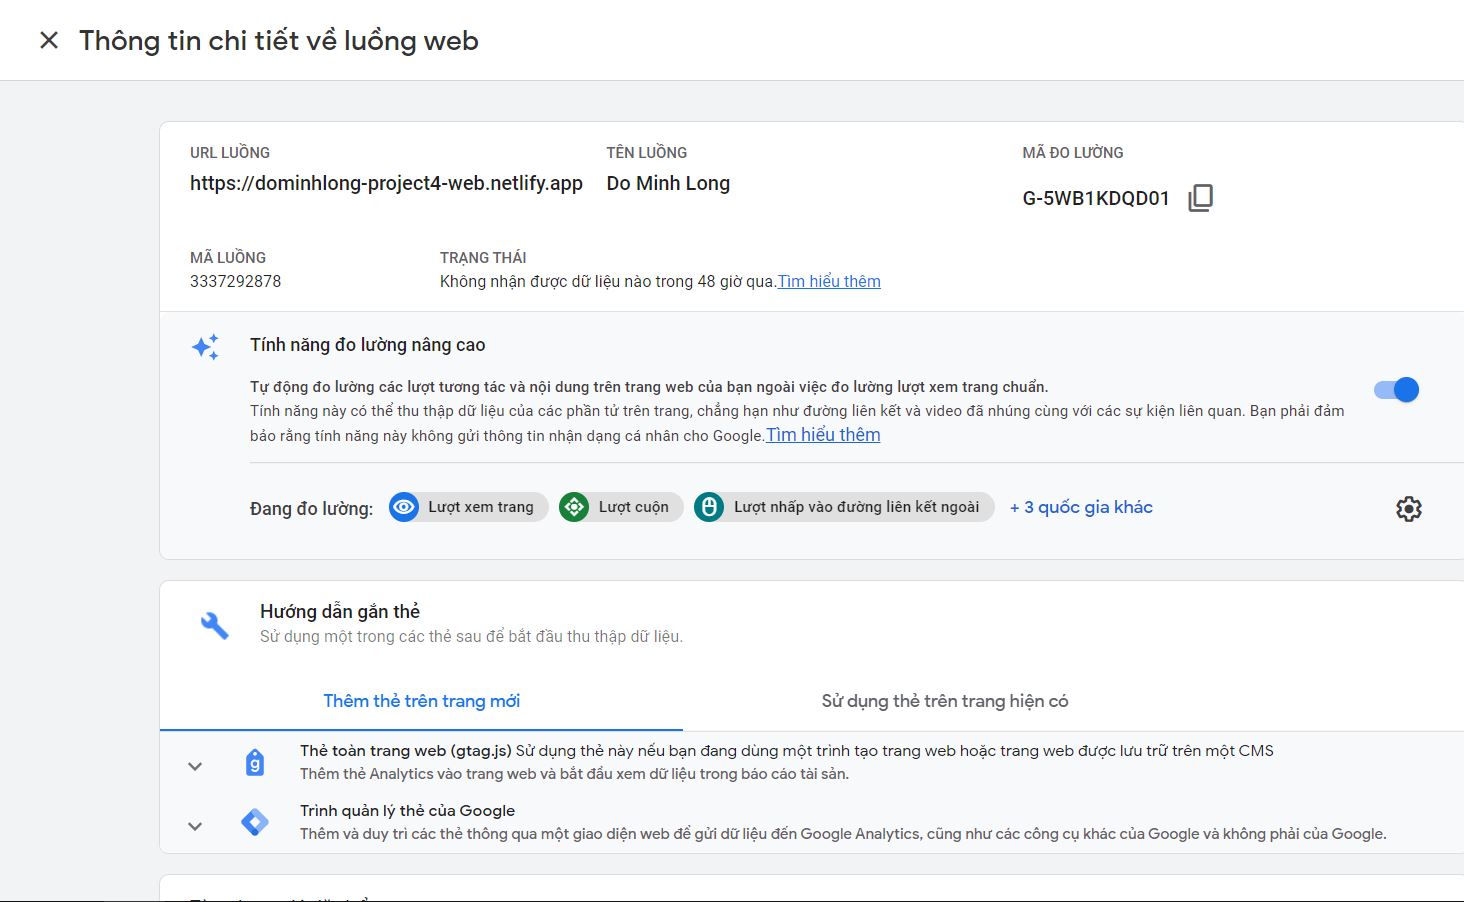 Thông tin chi tiết về luồng web
URL LUỒNG
TÊN LUỒNG
MÃ ĐO LƯỜNG
https://dominhlong-project4-web.netlify.app
Do Minh Long
G-5WB1KDQD01
MÃ LUỒNG
TRẠNG THÁI
3337292878
Không nhận được dữ liệu nào trong 48 giờ qua.Tìm hiểu thêm
Tính năng đo lường nâng cao
Tự động đo lường các lượt tương tác và nội dung trên trang web của bạn ngoài việc đo lường lượt xem trang chuẩn.
Tính năng này có thể thu thập dữ liệu của các phần tử trên trang, chẳng hạn như đường liên kết và video đã nhúng cùng với các sự kiện liên quan. Bạn phải đảm
bảo rằng tính năng này không gửi thông tin nhận dạng cá nhân cho Google.Tìm hiểu thêm
Đang đo lường:
Lượt xem trang
Lượt cuộn
Lượt nhấp vào đường liên kết ngoài
+ 3 quốc gia khác
Hướng dẫn gắn thẻ
Sử dụng một trong các thẻ sau để bắt đầu thu thập dữ liệu.
Thêm thẻ trên trang mới
Sử dụng thẻ trên trang hiện có
g
Thẻ toàn trang web (gtag.js) Sử dụng thẻ này nếu bạn đang dùng một trình tạo trang web hoặc trang web được lưu trữ trên một CMS
Thêm thẻ Analytics vào trang web và bắt đầu xem dữ liệu trong báo cáo tài sản.
Trình quản lý thẻ của Google
Thêm và duy trì các thẻ thông qua một giao diện web để gửi dữ liệu đến Google Analytics, cũng như các công cụ khác của Google và không phải của Google.